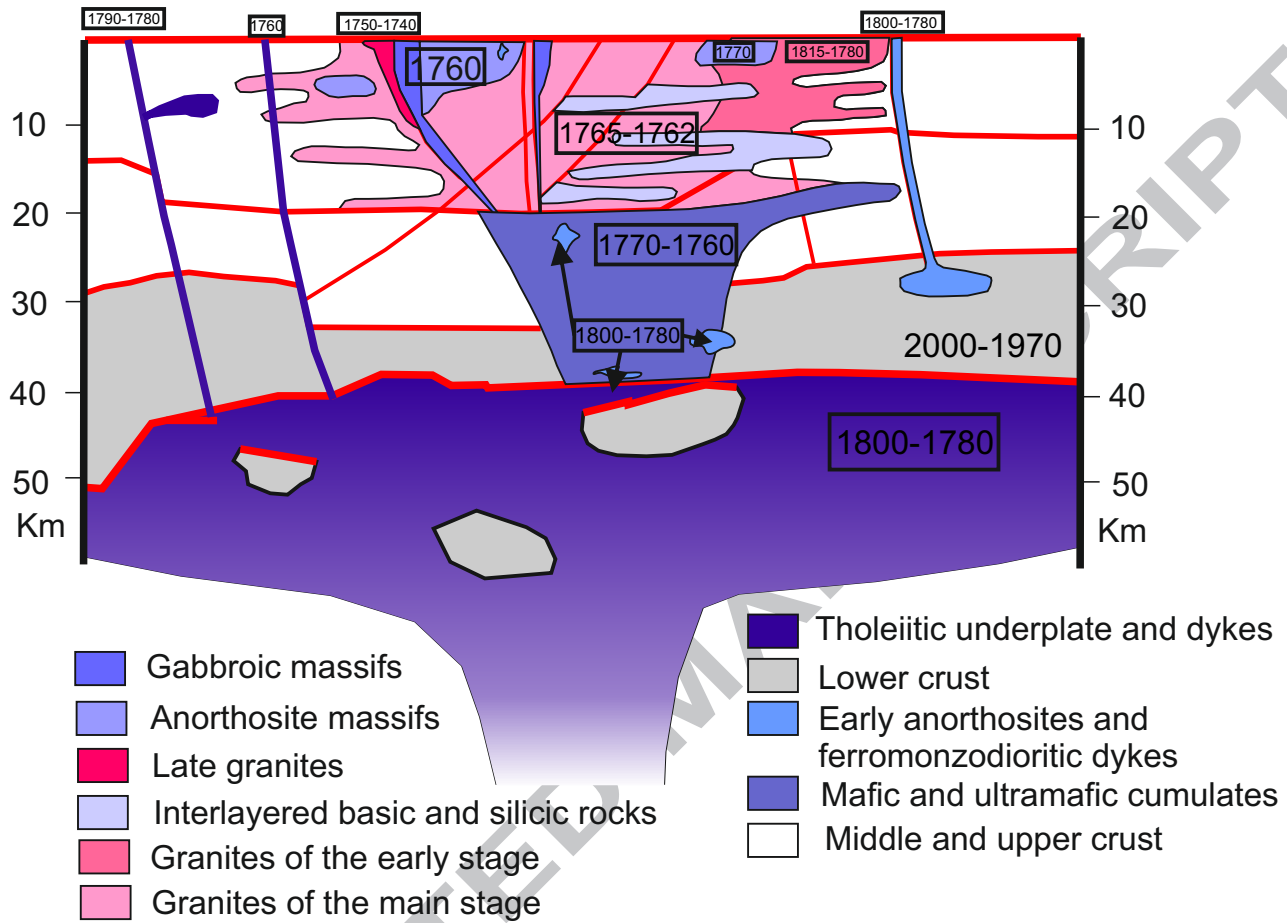 1790-1780
1760
1750-1740
1800-1780
1760
1770
1815-1780
10
1765-1762
10
20
1770-1760
20
30
1800-1780
30
2000-1970
40
40
1800-1780
50
50
Km
Km
Gabbroic massifs
Anorthosite massifs
Late granites
Interlayered basic and silicic rocks
Granites of the early stage
Granites of the main stage
Tholeiitic underplate and dykes
Lower crust
Early anorthosites and
ferromonzodioritic dykes
Mafic and ultramafic cumulates
Middle and upper crust